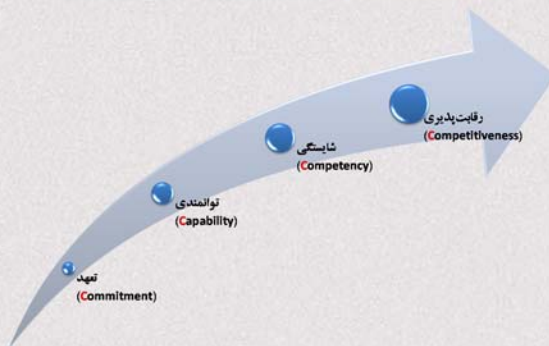 رقابت‌پذیری
(Competitiveness)
شایستگی
(Competency)
توانمندی
(Capability)
تعهد
(Commitment)